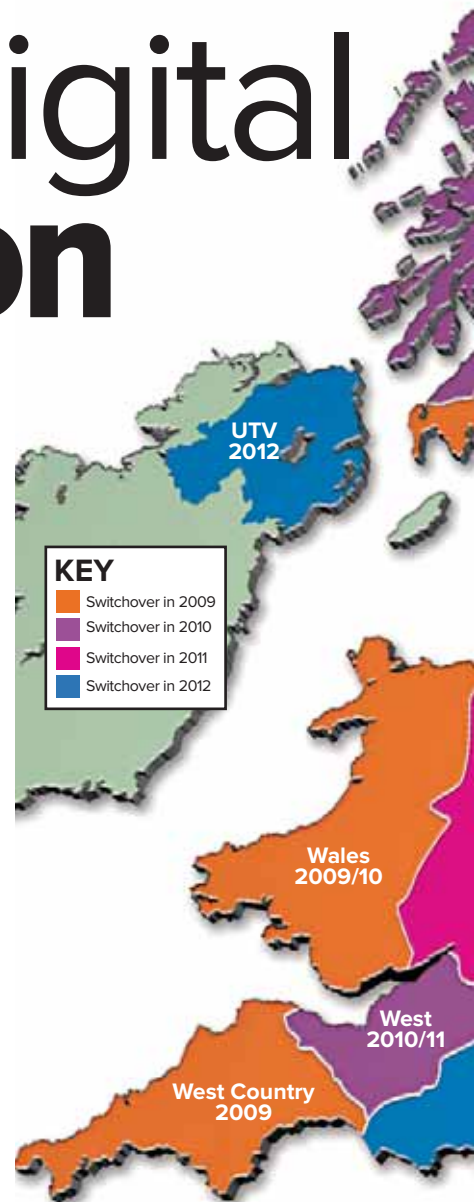 igital
on
UTV
2012
KEY
Switchover in 2009
Switchover in 2010
Switchover in 2011
Switchover in 2012
Wales
2009/10
West
2010/11
West Country
2009